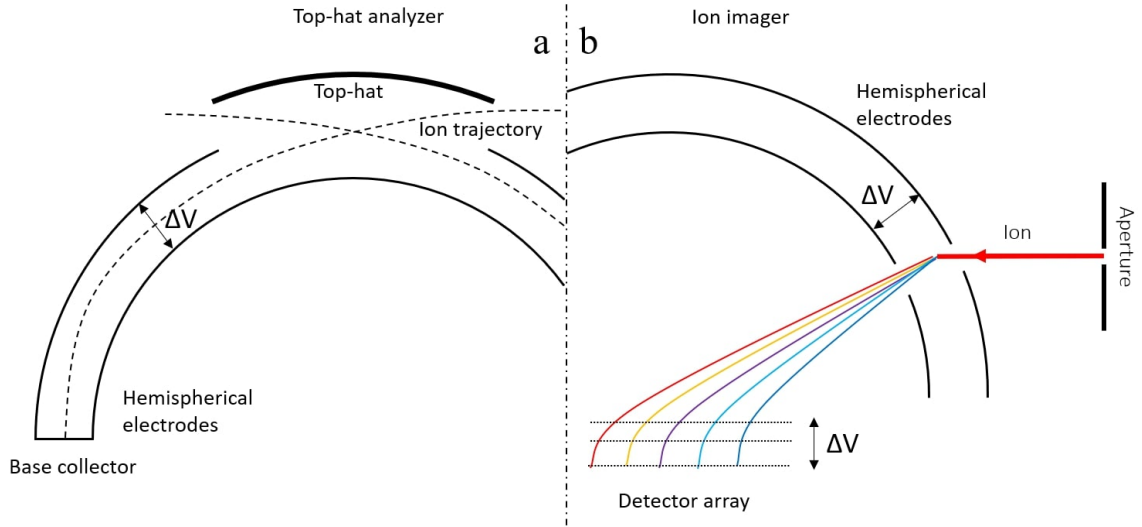 Top-hat analyzer
a
Top-hat
Ion trajectory
ΔV
Hemispherical
electrodes
Base collector
b
Ion imager
Hemispherical
electrodes
ΔV
Ion
Aperture
ΔV
Detector array